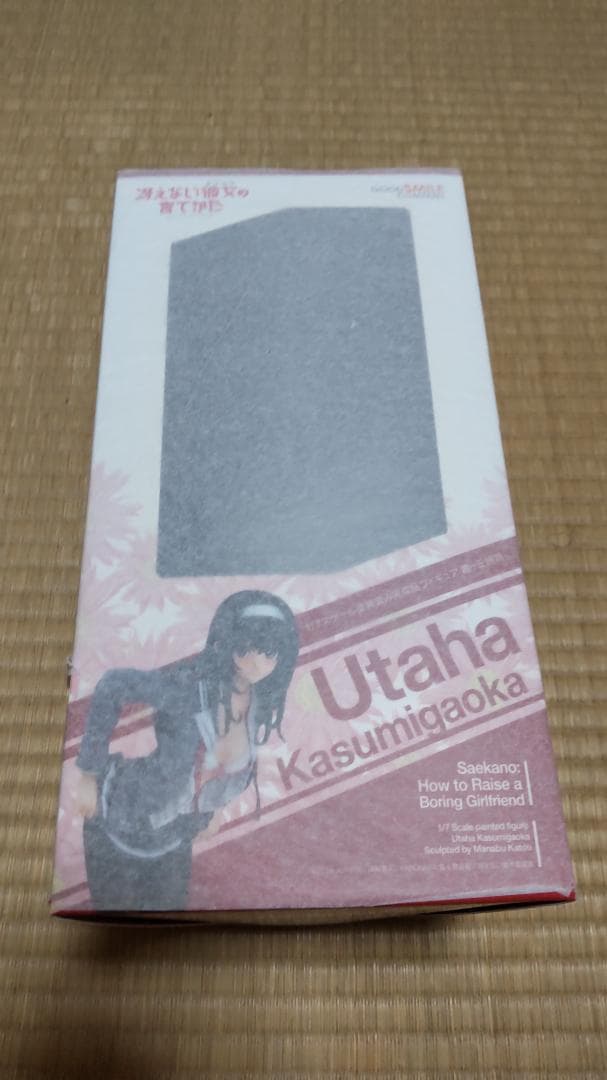 冴えない彼女の
育てかた
GOOD SMILE
COMPANY
Utaha
Kasumigaoka
Saekano:
How to Raise a
Boring Girlfriend
1/7 Scale painted figure
Utaha Kasumigaoka
Sculpted by Manabu Katou